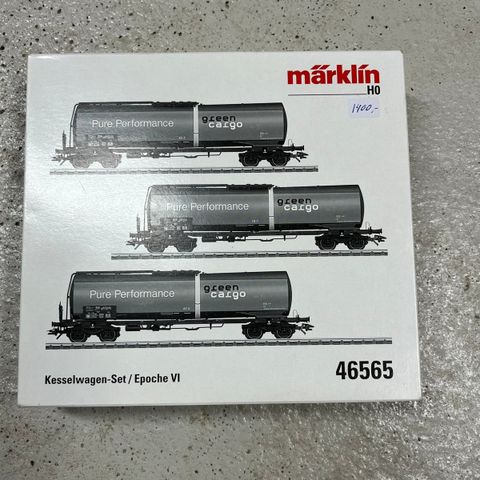 märklin
H0
1400,-
Pure Performance
green
cargo
Pure Performance
green
cargo
Pure Performance
green
cargo
Kesselwagen-Set / Epoche VI
46565